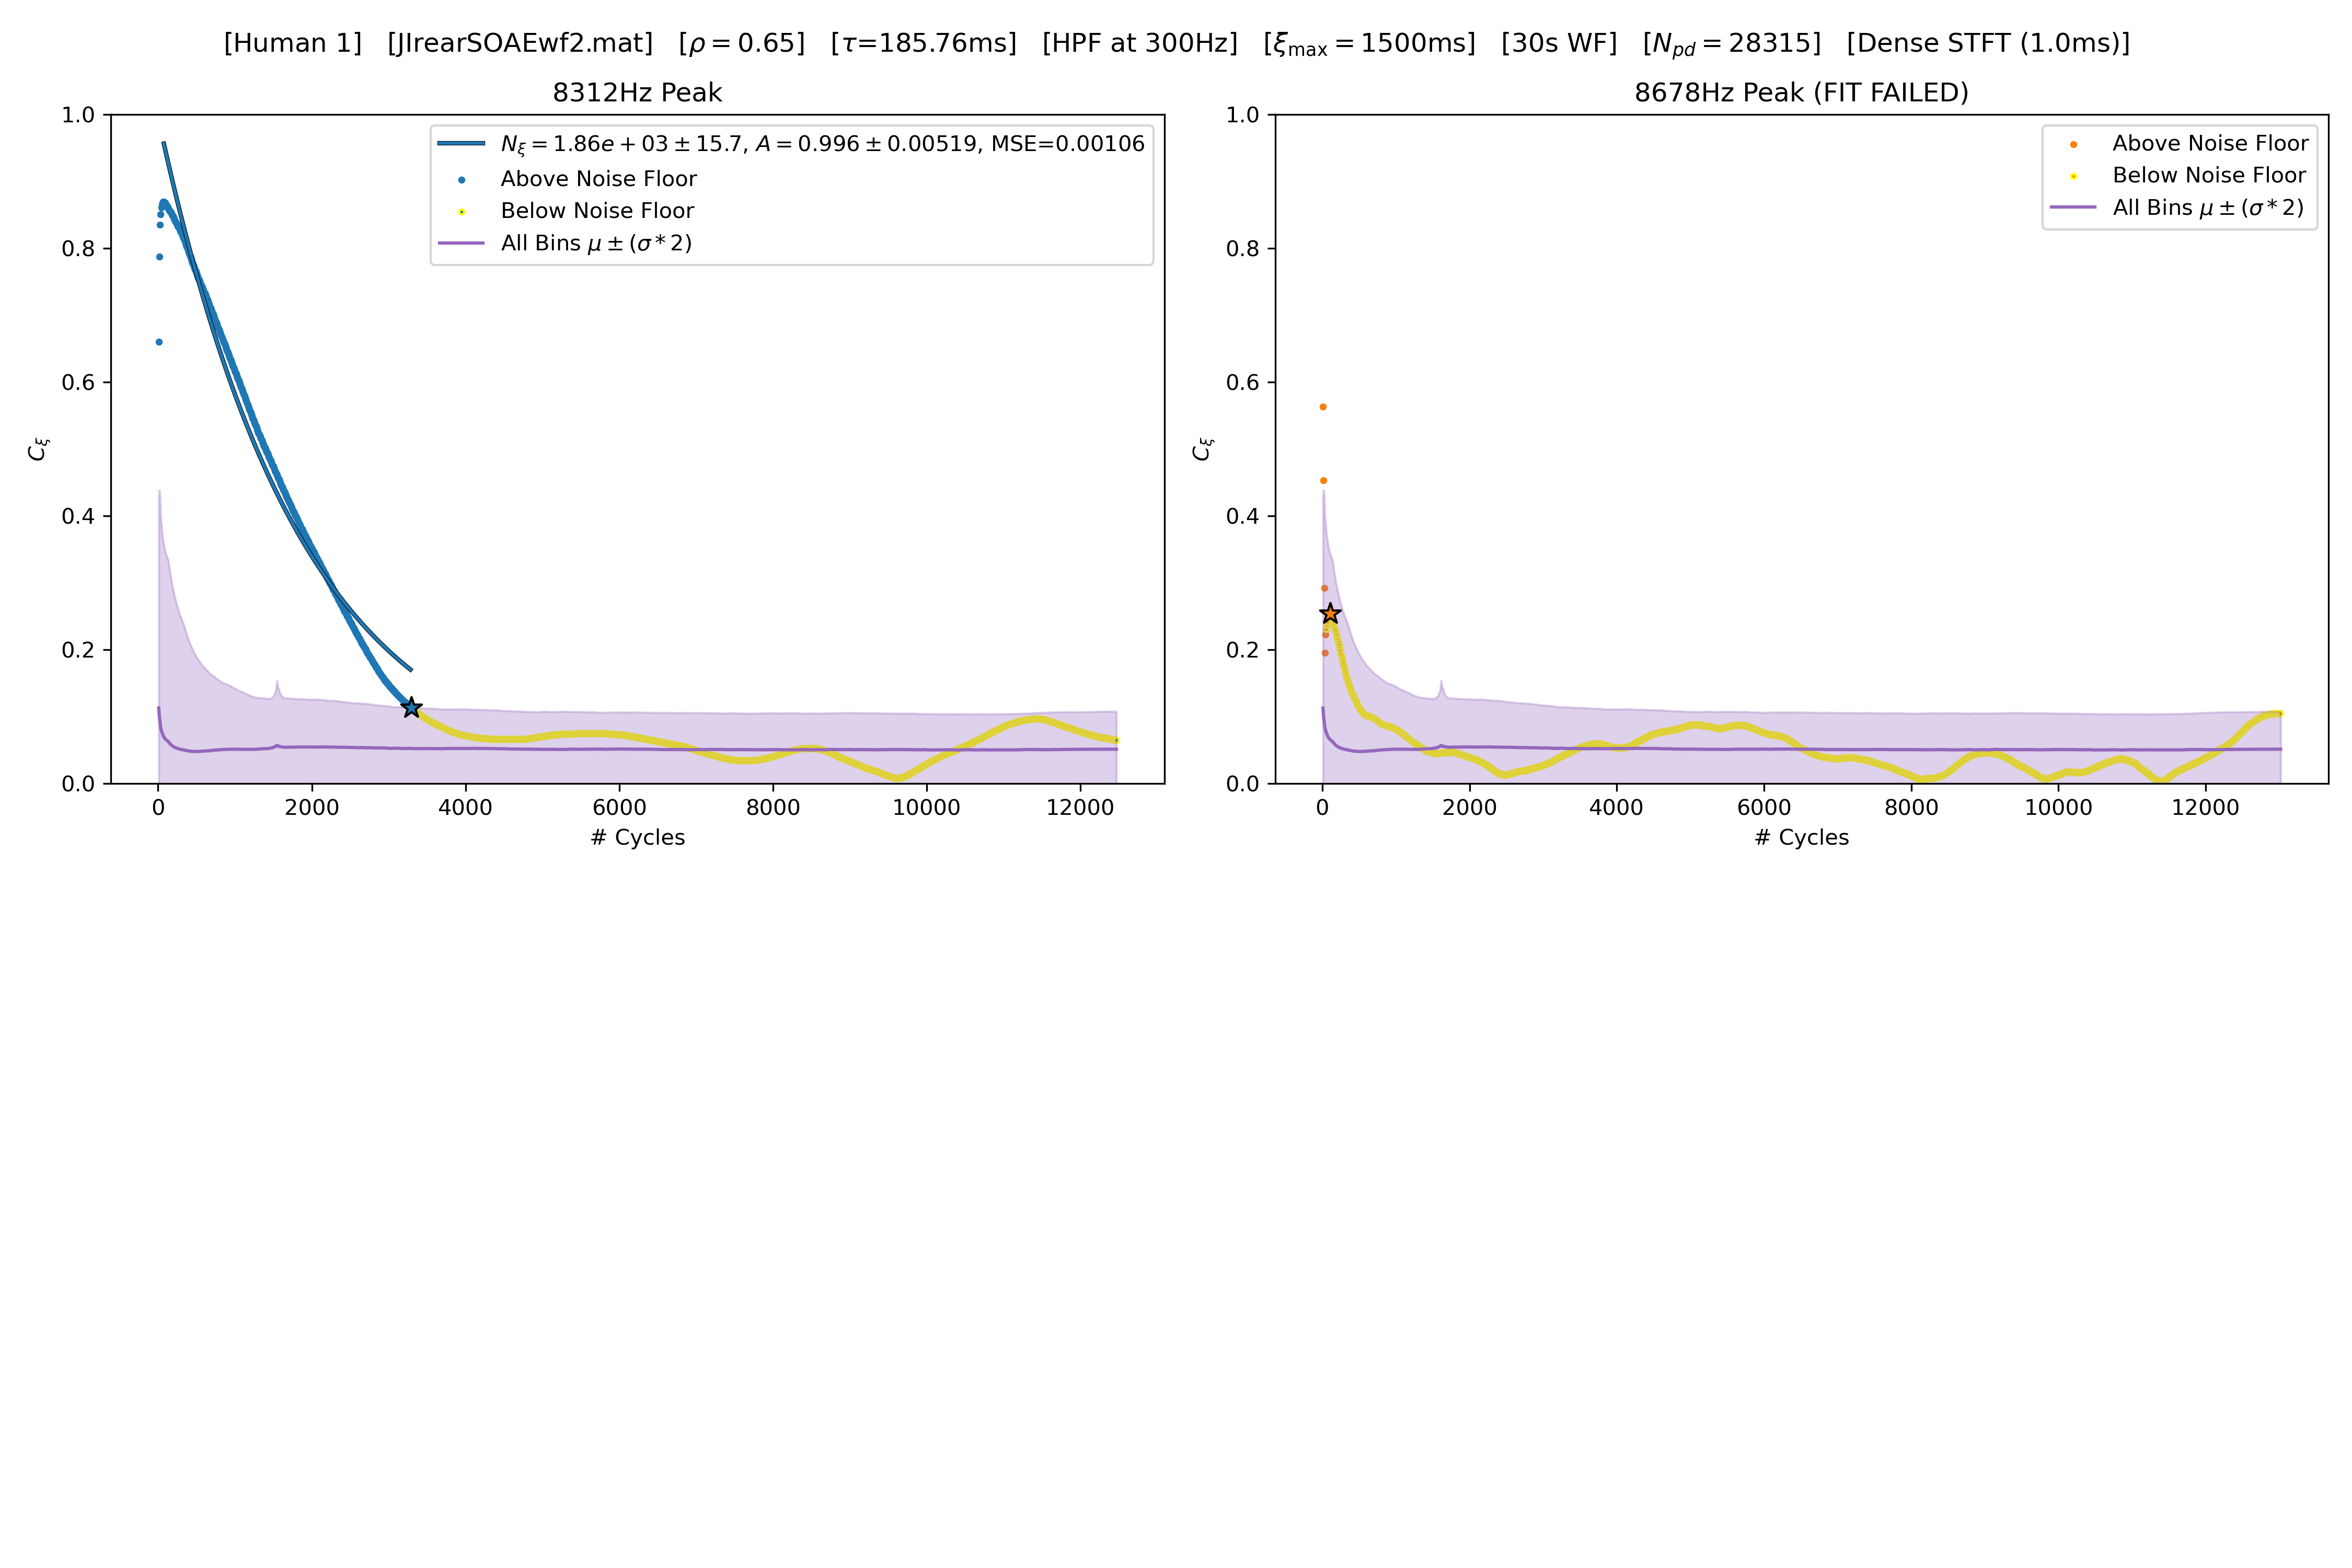 [Human 1] [JIrearSOAEwf2.mat] [ρ = 0.65] [τ=185.76ms] [HPF at 300Hz] [ξmax = 1500ms] [30s WF] [Npd = 28315] [Dense STFT (1.0ms)]
8312Hz Peak
1.0
0.8
0.6
0.4
0.2
0.0
Cξ
0 2000 4000 6000 8000 10000 12000
# Cycles
Nξ = 1.86e + 03 ± 15.7, A = 0.996 ± 0.00519, MSE=0.00106
Above Noise Floor
Below Noise Floor
All Bins μ ± (σ * 2)
8678Hz Peak (FIT FAILED)
1.0
0.8
0.6
0.4
0.2
0.0
Cξ
0 2000 4000 6000 8000 10000 12000
# Cycles
Above Noise Floor
Below Noise Floor
All Bins μ ± (σ * 2)